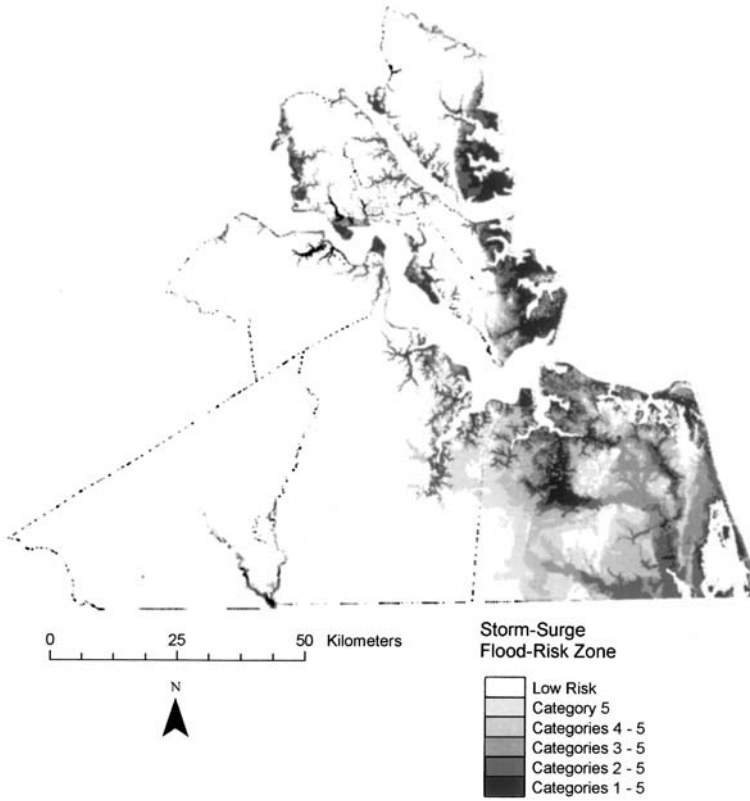 0 25 50 Kilometers
N
Storm-Surge
Flood-Risk Zone
Low Risk
Category 5
Categories 4 - 5
Categories 3 - 5
Categories 2 - 5
Categories 1 - 5